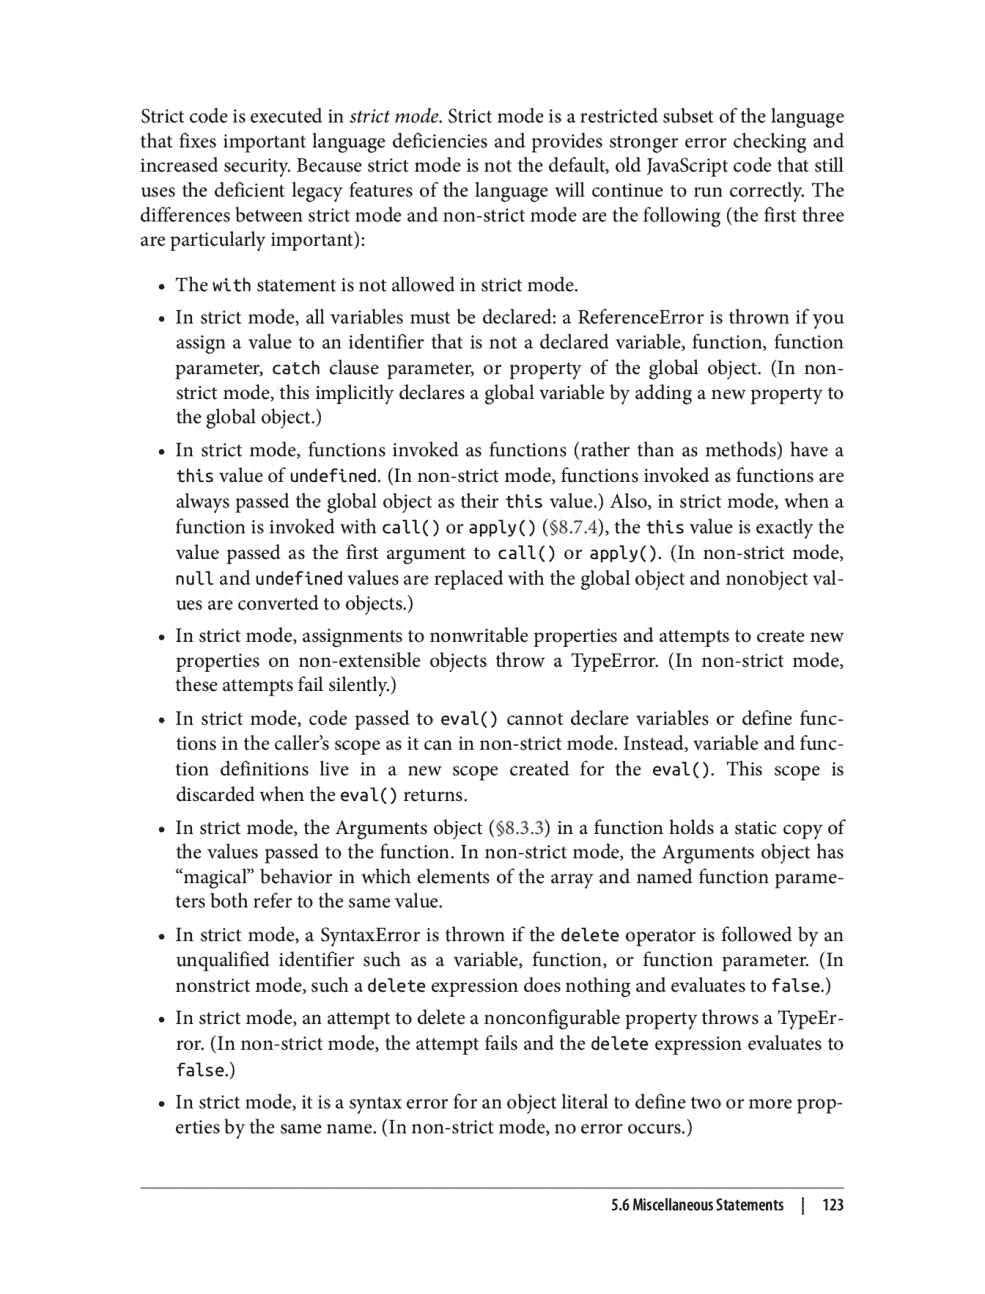 Strict code is executed in strict mode. Strict mode is a restricted subset of the language
that fixes important language deficiencies and provides stronger error checking and
increased security. Because strict mode is not the default, old JavaScript code that still
uses the deficient legacy features of the language will continue to run correctly. The
differences between strict mode and non-strict mode are the following (the first three
are particularly important):
• The with statement is not allowed in strict mode.
• In strict mode, all variables must be declared: a ReferenceError is thrown if you
assign a value to an identifier that is not a declared variable, function, function
parameter, catch clause parameter, or property of the global object. (In non-
strict mode, this implicitly declares a global variable by adding a new property to
the global object.)
• In strict mode, functions invoked as functions (rather than as methods) have a
this value of undefined. (In non-strict mode, functions invoked as functions are
always passed the global object as their this value.) Also, in strict mode, when a
function is invoked with call() or apply() (§8.7.4), the this value is exactly the
value passed as the first argument to call() or apply(). (In non-strict mode,
null and undefined values are replaced with the global object and nonobject val-
ues are converted to objects.)
• In strict mode, assignments to nonwritable properties and attempts to create new
properties on non-extensible objects throw a TypeError. (In non-strict mode,
these attempts fail silently.)
• In strict mode, code passed to eval() cannot declare variables or define func-
tions in the caller’s scope as it can in non-strict mode. Instead, variable and func-
tion definitions live in a new scope created for the eval(). This scope is
discarded when the eval() returns.
• In strict mode, the Arguments object (§8.3.3) in a function holds a static copy of
the values passed to the function. In non-strict mode, the Arguments object has
“magical” behavior in which elements of the array and named function parame-
ters both refer to the same value.
• In strict mode, a SyntaxError is thrown if the delete operator is followed by an
unqualified identifier such as a variable, function, or function parameter. (In
nonstrict mode, such a delete expression does nothing and evaluates to false.)
• In strict mode, an attempt to delete a nonconfigurable property throws a TypeEr-
ror. (In non-strict mode, the attempt fails and the delete expression evaluates to
false.)
• In strict mode, it is a syntax error for an object literal to define two or more prop-
erties by the same name. (In non-strict mode, no error occurs.)
5.6 Miscellaneous Statements | 123